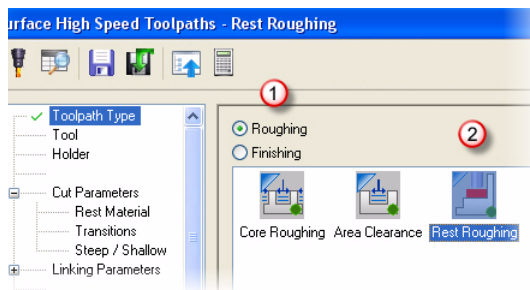 urface High Speed Toolpaths - Rest Roughing
Toolpath Type
Tool
Holder
Cut Parameters
Rest Material
Transitions
Steep / Shallow
Linking Parameters
1
Roughing
Finishing
2
Core Roughing
Area Clearance
Rest Roughing